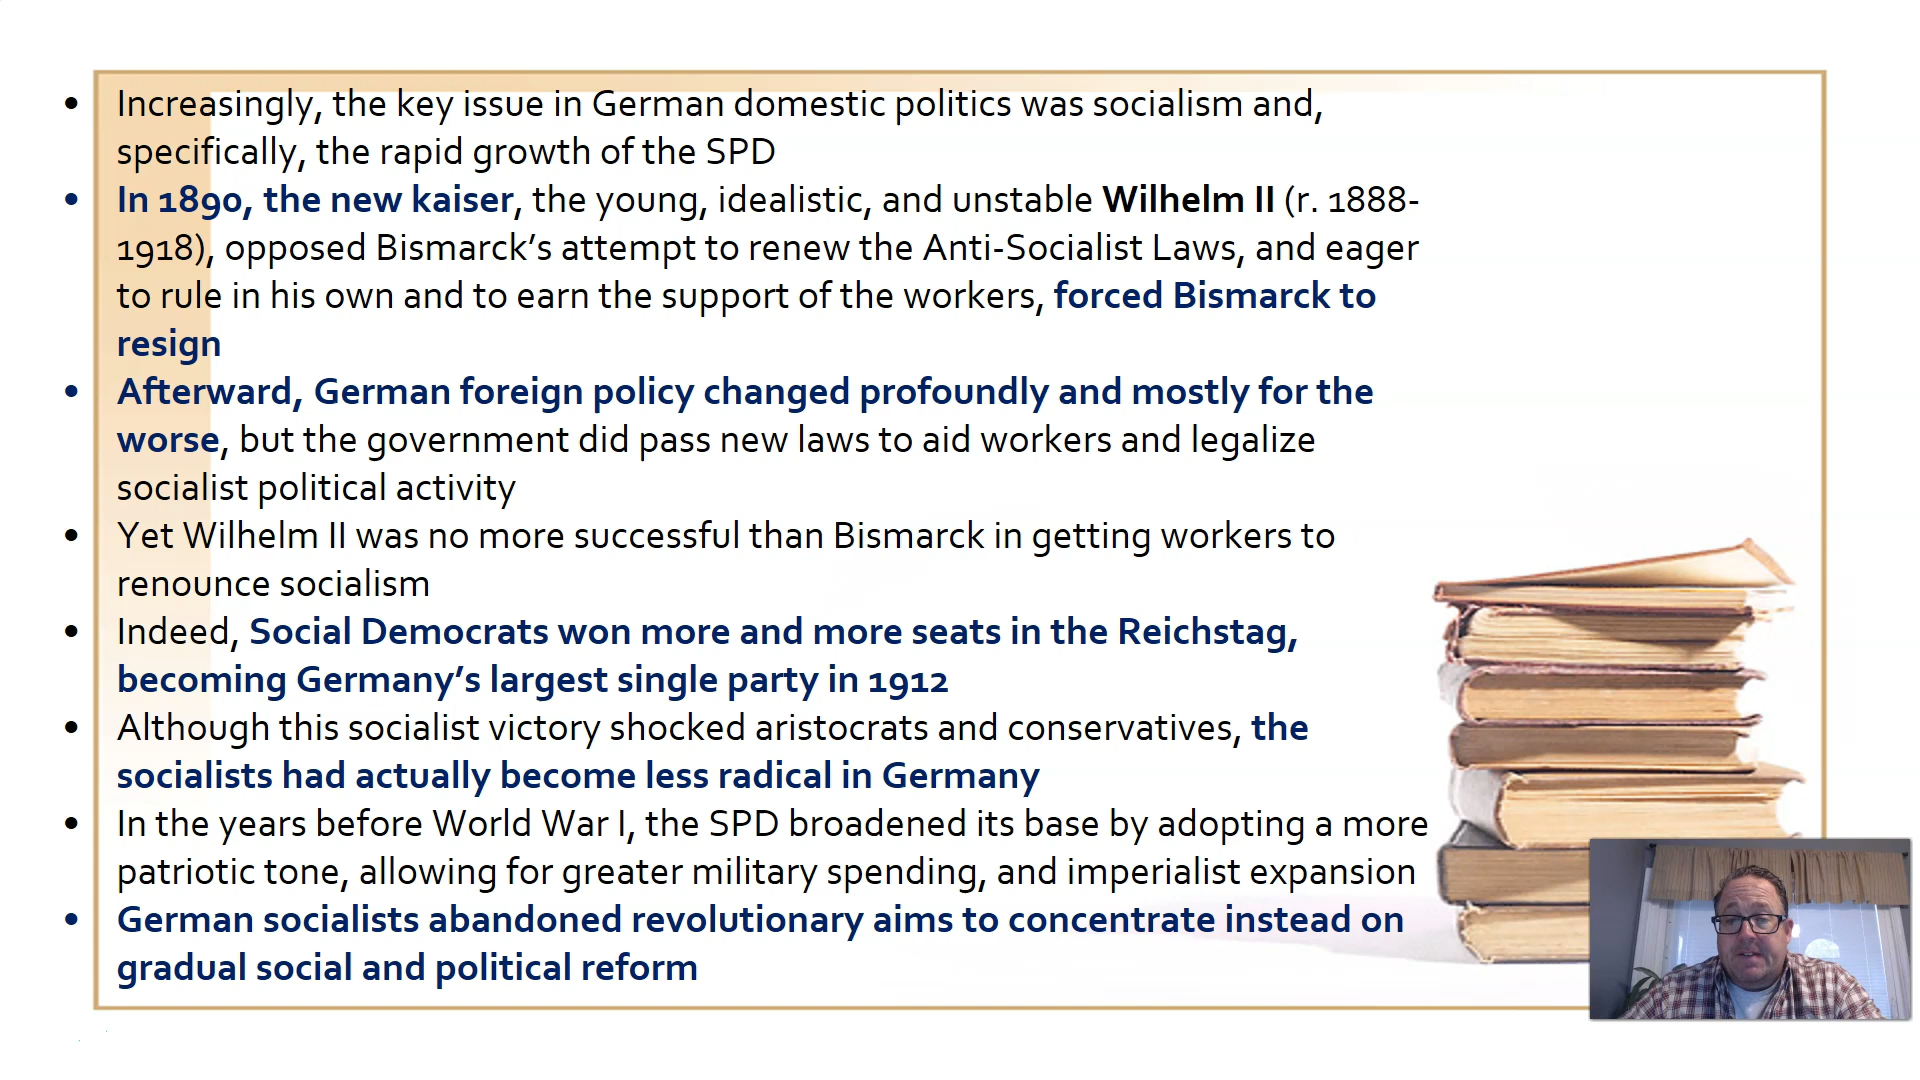 • Increasingly, the key issue in German domestic politics was socialism and,
specifically, the rapid growth of the SPD
• In 1890, the new kaiser, the young, idealistic, and unstable Wilhelm II (r. 1888-
1918), opposed Bismarck’s attempt to renew the Anti-Socialist Laws, and eager
to rule in his own and to earn the support of the workers, forced Bismarck to
resign
• Afterward, German foreign policy changed profoundly and mostly for the
worse, but the government did pass new laws to aid workers and legalize
socialist political activity
• Yet Wilhelm II was no more successful than Bismarck in getting workers to
renounce socialism
• Indeed, Social Democrats won more and more seats in the Reichstag,
becoming Germany’s largest single party in 1912
• Although this socialist victory shocked aristocrats and conservatives, the
socialists had actually become less radical in Germany
• In the years before World War I, the SPD broadened its base by adopting a more
patriotic tone, allowing for greater military spending, and imperialist expansion
• German socialists abandoned revolutionary aims to concentrate instead on
gradual social and political reform